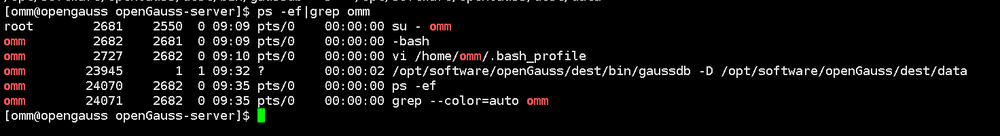 [omm@opengauss openGauss-server]$ ps -ef|grep omm
root 2681 2550 0 09:09 pts/0 00:00:00 su - omm
omm 2682 2681 0 09:09 pts/0 00:00:00 -bash
omm 2727 2682 0 09:10 pts/0 00:00:00 vi /home/omm/.bash_profile
omm 23945 1 1 09:32 ? 00:00:02 /opt/software/openGauss/dest/bin/gaussdb -D /opt/software/openGauss/dest/data
omm 24070 2682 0 09:35 pts/0 00:00:00 ps -ef
omm 24071 2682 0 09:35 pts/0 00:00:00 grep --color=auto omm
[omm@opengauss openGauss-server]$